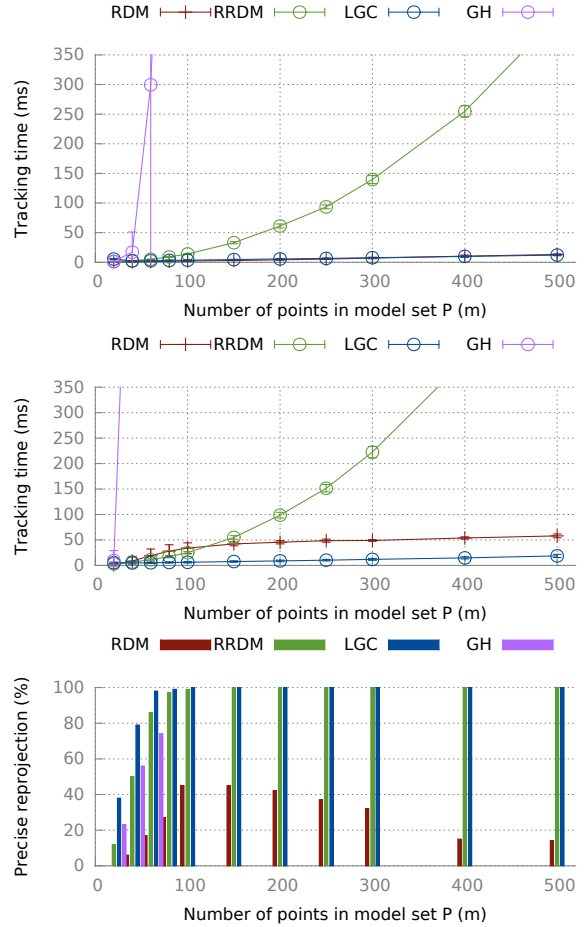 RDM RRDM LGC GH
350
300
250
200
150
100
50
0
Tracking time (ms)
0 100 200 300 400 500
Number of points in model set P (m)
RDM RRDM LGC GH
350
300
250
200
150
100
50
0
Tracking time (ms)
0 100 200 300 400 500
Number of points in model set P (m)
RDM RRDM LGC GH
100
80
60
40
20
0
Precise reprojection (%)
0 100 200 300 400 500
Number of points in model set P (m)